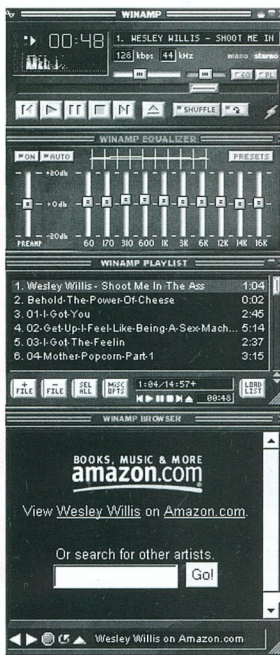 WINAMP
00:48
1. WESLEY WILLIS - SHOOT ME IN
128 kbps 44 kHz mono stereo
EQ PL
SHUFFLE
WINAMP EQUALIZER
ON AUTO PRESETS
+20db
+0db
-20db
PREAMP 60 170 310 600 1K 3K 6K 12K 14K 16K
WINAMP PLAYLIST
1. Wesley Willis - Shoot Me In The Ass 1:04
2. Behold-The-Power-Of-Cheese 0:02
3. 01-I-Got-You 2:45
4. 02-Get-Up-I-Feel-Like-Being-A-Sex-Mach... 5:14
5. 03-I-Got-The-Feelin 2:37
6. 04-Mother-Popcorn-Part-1 3:15
+ FILE - FILE SEL ALL MISC OPTS 1:04/14:57+ LOAD LIST
00:48
WINAMP BROWSER
BOOKS, MUSIC & MORE
amazon.com
View Wesley Willis on Amazon.com.
Or search for other artists.
Go!
Wesley Willis on Amazon.com